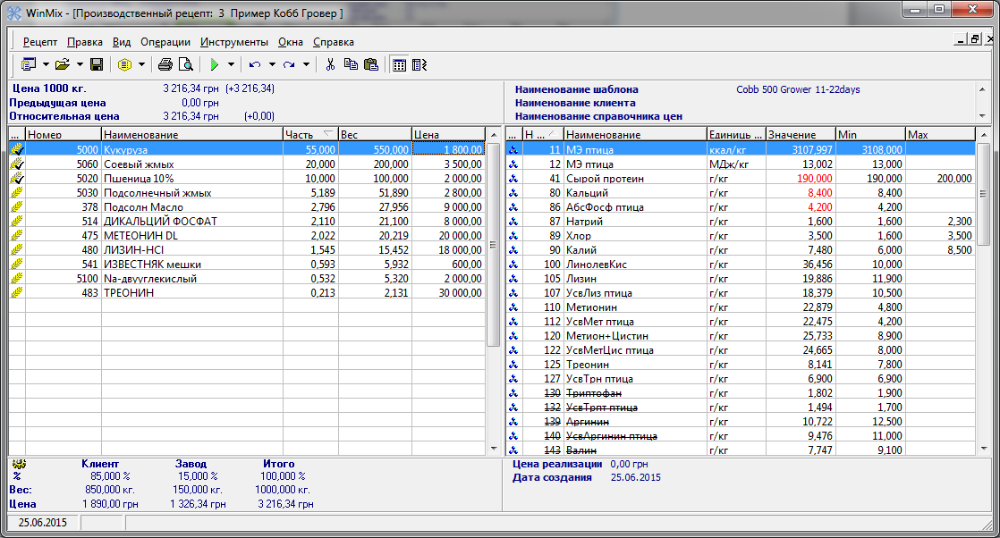 WinMix - [Производственный рецепт: 3 Пример Кобб Гровер ]
Рецепт Правка Вид Операции Инструменты Окна Справка
Цена 1000 кг. 3 216,34 грн (+3 216,34)
Предыдущая цена 0,00 грн
Относительная цена 3 216,34 грн (+0,00)
Наименование шаблона Cobb 500 Grower 11-22days
Наименование клиента
Наименование справочника цен
... Номер Наименование Часть Вес Цена
5000 Кукуруза 55,000 550,000 1 800,00
5060 Соевый жмых 20,000 200,000 3 500,00
5020 Пшеница 10% 10,000 100,000 2 000,00
5030 Подсолнечный жмых 5,189 51,890 2 800,00
378 Подсолн Масло 2,796 27,956 9 000,00
514 ДИКАЛЬЦИЙ ФОСФАТ 2,110 21,100 8 000,00
475 МЕТЕОНИН DL 2,022 20,219 20 000,00
480 ЛИЗИН-HCl 1,545 15,452 18 000,00
541 ИЗВЕСТНЯК мешки 0,593 5,932 600,00
5100 Na-двууглекислый 0,532 5,320 2 000,00
483 ТРЕОНИН 0,213 2,131 30 000,00
... Н ... Наименование Единицы ... Значение Min Max
11 МЭ птица ккал/кг 3107,997 3108,000
12 МЭ птица МДж/кг 13,002 13,000
41 Сырой протеин г/кг 190,000 190,000 200,000
80 Кальций г/кг 8,400 8,400
86 АбсФосф птица г/кг 4,200 4,200
87 Натрий г/кг 1,600 1,600 2,300
89 Хлор г/кг 3,500 1,600 3,500
90 Калий г/кг 7,480 6,000 8,500
100 ЛинолевКис г/кг 36,456 10,000
105 Лизин г/кг 19,886 11,900
107 УсвЛиз птица г/кг 18,379 10,500
110 Метионин г/кг 22,879 4,800
112 УсвМет птица г/кг 22,475 4,200
120 Метион+Цистин г/кг 25,733 8,900
122 УсвМетЦис птица г/кг 24,665 8,000
125 Треонин г/кг 8,141 7,800
127 УсвТрн птица г/кг 6,900 6,900
130 Триптофан г/кг 1,802 1,900
132 УсвТрпт птица г/кг 1,494 1,700
139 Аргинин г/кг 10,722 12,500
140 УсвАргинин птица г/кг 9,476 11,000
143 Валин г/кг 7,747 9,100
Клиент Завод Итого
% 85,000 % 15,000 % 100,000 %
Вес: 850,000 кг. 150,000 кг. 1000,000 кг.
Цена 1 890,00 грн 1 326,34 грн 3 216,34 грн
Цена реализации 0,00 грн
Дата создания 25.06.2015
25.06.2015